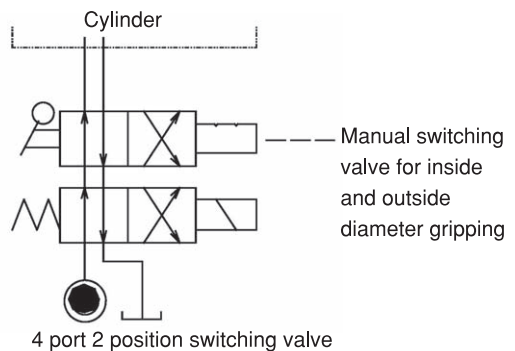 Cylinder
Manual switching
valve for inside
and outside
diameter gripping
4 port 2 position switching valve